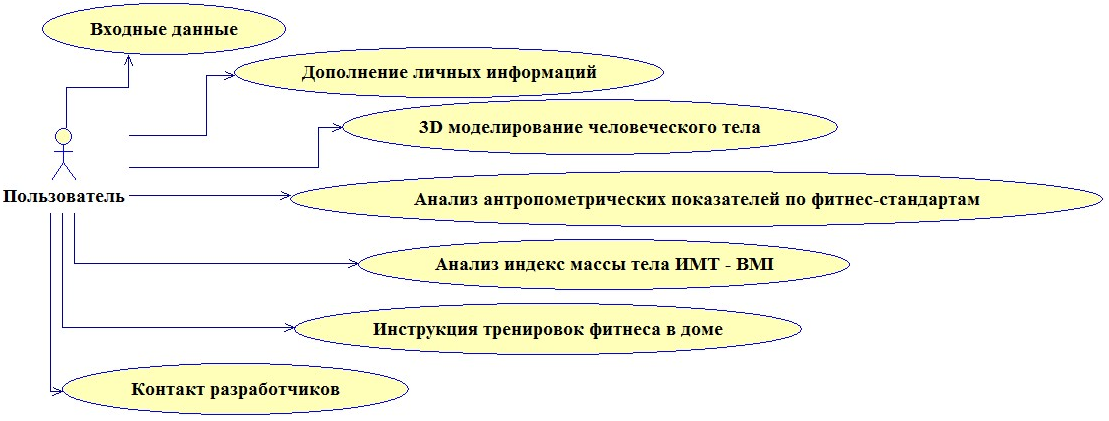 Входные данные
Дополнение личных информаций
3D моделирование человеческого тела
Пользователь
Анализ антропометрических показателей по фитнес-стандартам
Анализ индекс массы тела ИМТ - BMI
Инструкция тренировок фитнеса в доме
Контакт разработчиков